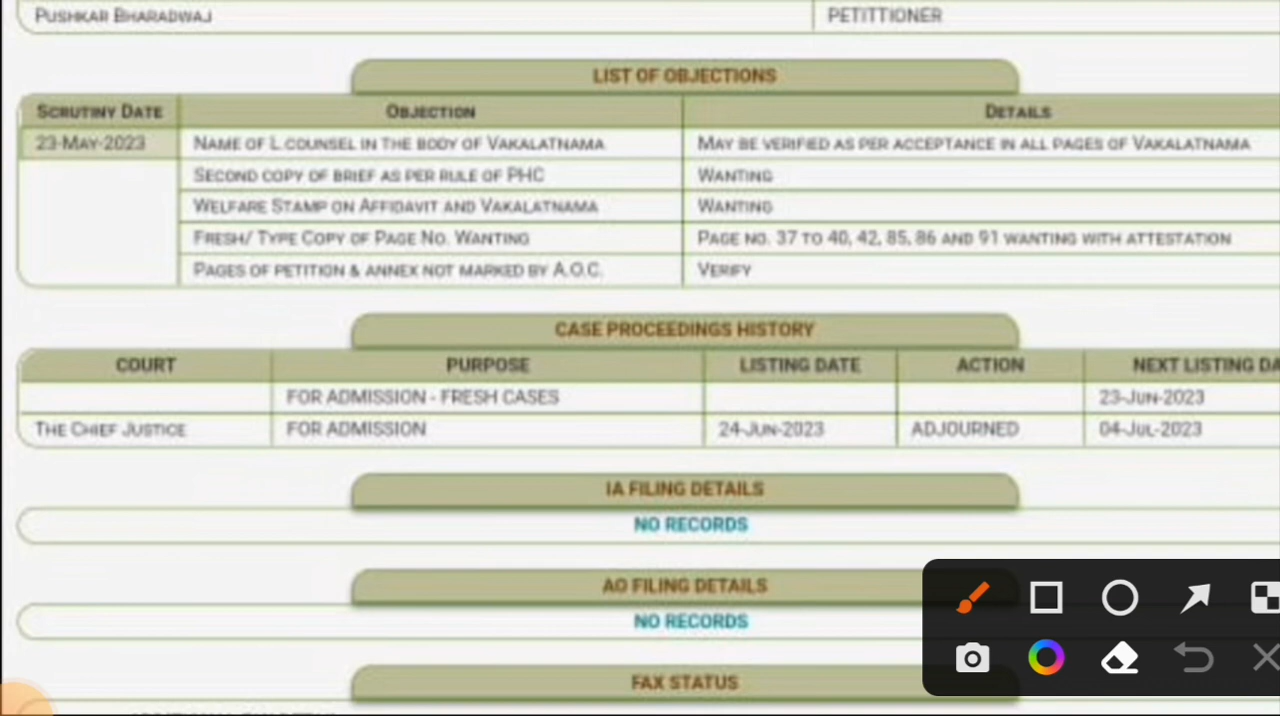 PUSHKAR BHARADWAJ PETITTIONER
LIST OF OBJECTIONS
SCRUTINY DATE OBJECTION DETAILS
23-MAY-2023 NAME OF L.COUNSEL IN THE BODY OF VAKALATNAMA MAY BE VERIFIED AS PER ACCEPTANCE IN ALL PAGES OF VAKALATNAMA
SECOND COPY OF BRIEF AS PER RULE OF PHC WANTING
WELFARE STAMP ON AFFIDAVIT AND VAKALATNAMA WANTING
FRESH/ TYPE COPY OF PAGE NO. WANTING PAGE NO. 37 TO 40, 42, 85, 86 AND 91 WANTING WITH ATTESTATION
PAGES OF PETITION & ANNEX NOT MARKED BY A.O.C. VERIFY
CASE PROCEEDINGS HISTORY
COURT PURPOSE LISTING DATE ACTION NEXT LISTING DA
FOR ADMISSION - FRESH CASES 23-JUN-2023
THE CHIEF JUSTICE FOR ADMISSION 24-JUN-2023 ADJOURNED 04-JUL-2023
IA FILING DETAILS
NO RECORDS
AO FILING DETAILS
NO RECORDS
FAX STATUS